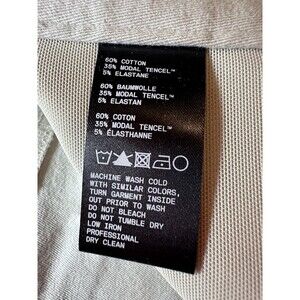 60% COTTON
35% MODAL TENCEL™
5% ELASTANE
60% BAUMWOLLE
35% MODAL TENCEL™
5% ELASTAN
60% COTON
35% MODAL TENCEL™
5% ÉLASTHANNE
MACHINE WASH COLD
WITH SIMILAR COLORS,
TURN GARMENT INSIDE
OUT PRIOR TO WASH
DO NOT BLEACH
DO NOT TUMBLE DRY
LOW IRON
PROFESSIONAL
DRY CLEAN